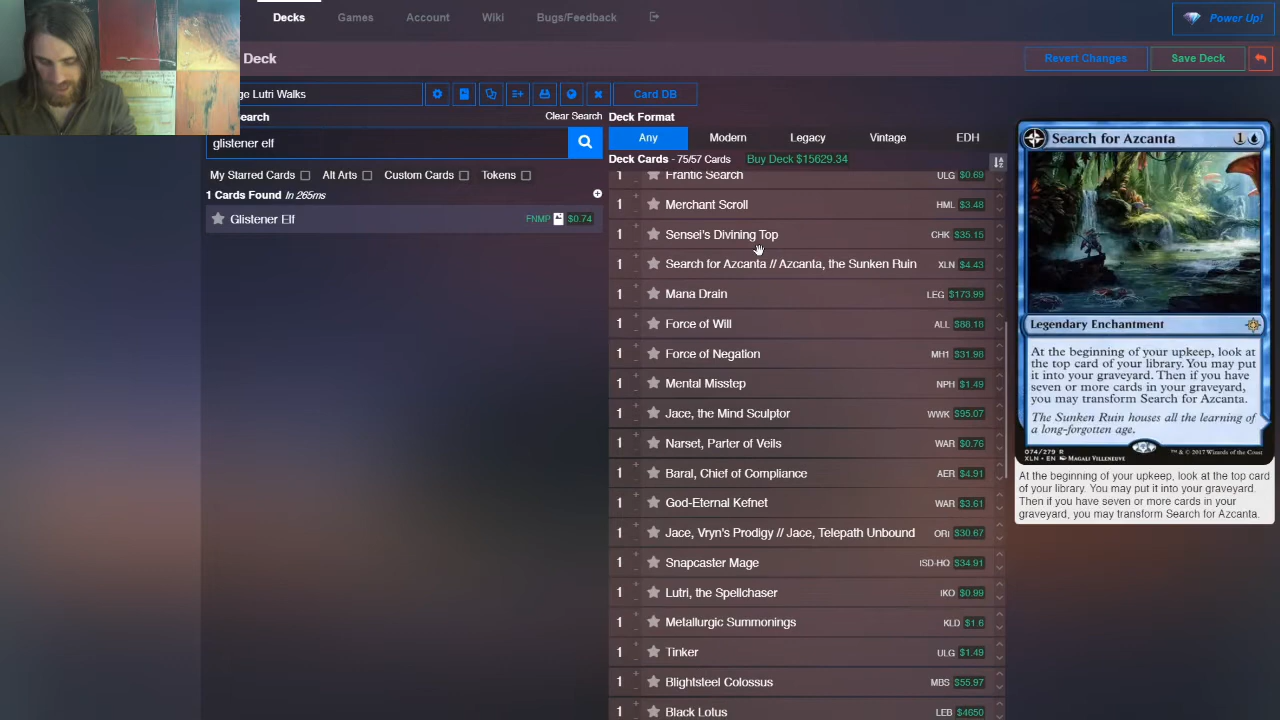 Decks
Games
Account
Wiki
Bugs/Feedback
Power Up!
Deck
Revert Changes
Save Deck
ge Lutri Walks
Card DB
earch
Clear Search
Deck Format
glistener elf
Any
Modern
Legacy
Vintage
EDH
Deck Cards - 75/57 Cards
Buy Deck $15629.34
My Starred Cards
Alt Arts
Custom Cards
Tokens
1 Cards Found In 265ms
Glistener Elf
FNMP
$0.74
1 Frantic Search ULG $0.69
1 Merchant Scroll HML $3.48
1 Sensei's Divining Top CHK $35.15
1 Search for Azcanta // Azcanta, the Sunken Ruin XLN $4.43
1 Mana Drain LEG $173.99
1 Force of Will ALL $88.18
1 Force of Negation MH1 $31.98
1 Mental Misstep NPH $1.49
1 Jace, the Mind Sculptor WWK $95.07
1 Narset, Parter of Veils WAR $0.76
1 Baral, Chief of Compliance AER $4.91
1 God-Eternal Kefnet WAR $3.61
1 Jace, Vryn's Prodigy // Jace, Telepath Unbound ORI $30.67
1 Snapcaster Mage ISD-HQ $34.91
1 Lutri, the Spellchaser IKO $0.99
1 Metallurgic Summonings KLD $1.6
1 Tinker ULG $1.49
1 Blightsteel Colossus MBS $55.97
1 Black Lotus LEB $4650
Search for Azcanta 1
Legendary Enchantment
At the beginning of your upkeep, look at
the top card of your library. You may put
it into your graveyard. Then if you have
seven or more cards in your graveyard,
you may transform Search for Azcanta.
The Sunken Ruin houses all the learning of
a long-forgotten age.
074/279 R
XLN • EN MAGALI VILLENEUVE
™ & © 2017 Wizards of the Coast
At the beginning of your upkeep, look at the top card
of your library. You may put it into your graveyard.
Then if you have seven or more cards in your
graveyard, you may transform Search for Azcanta.